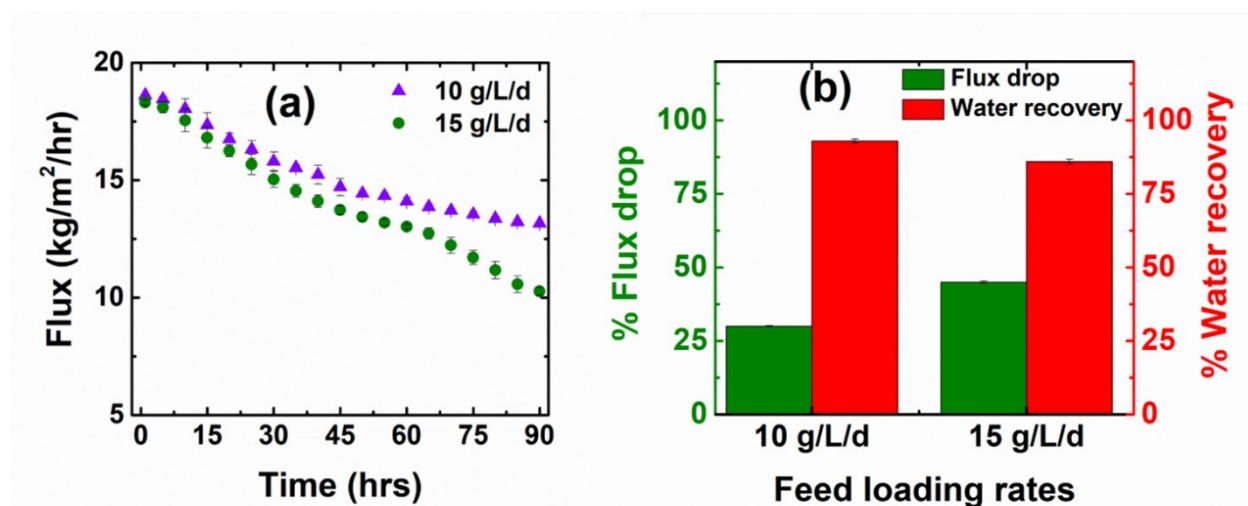 20
15
10
5
Flux (kg/m²/hr)
(a)
10 g/L/d
15 g/L/d
0 15 30 45 60 75 90
Time (hrs)
100
75
50
25
0
% Flux drop
(b)
Flux drop
Water recovery
100
75
50
25
0
% Water recovery
10 g/L/d 15 g/L/d
Feed loading rates